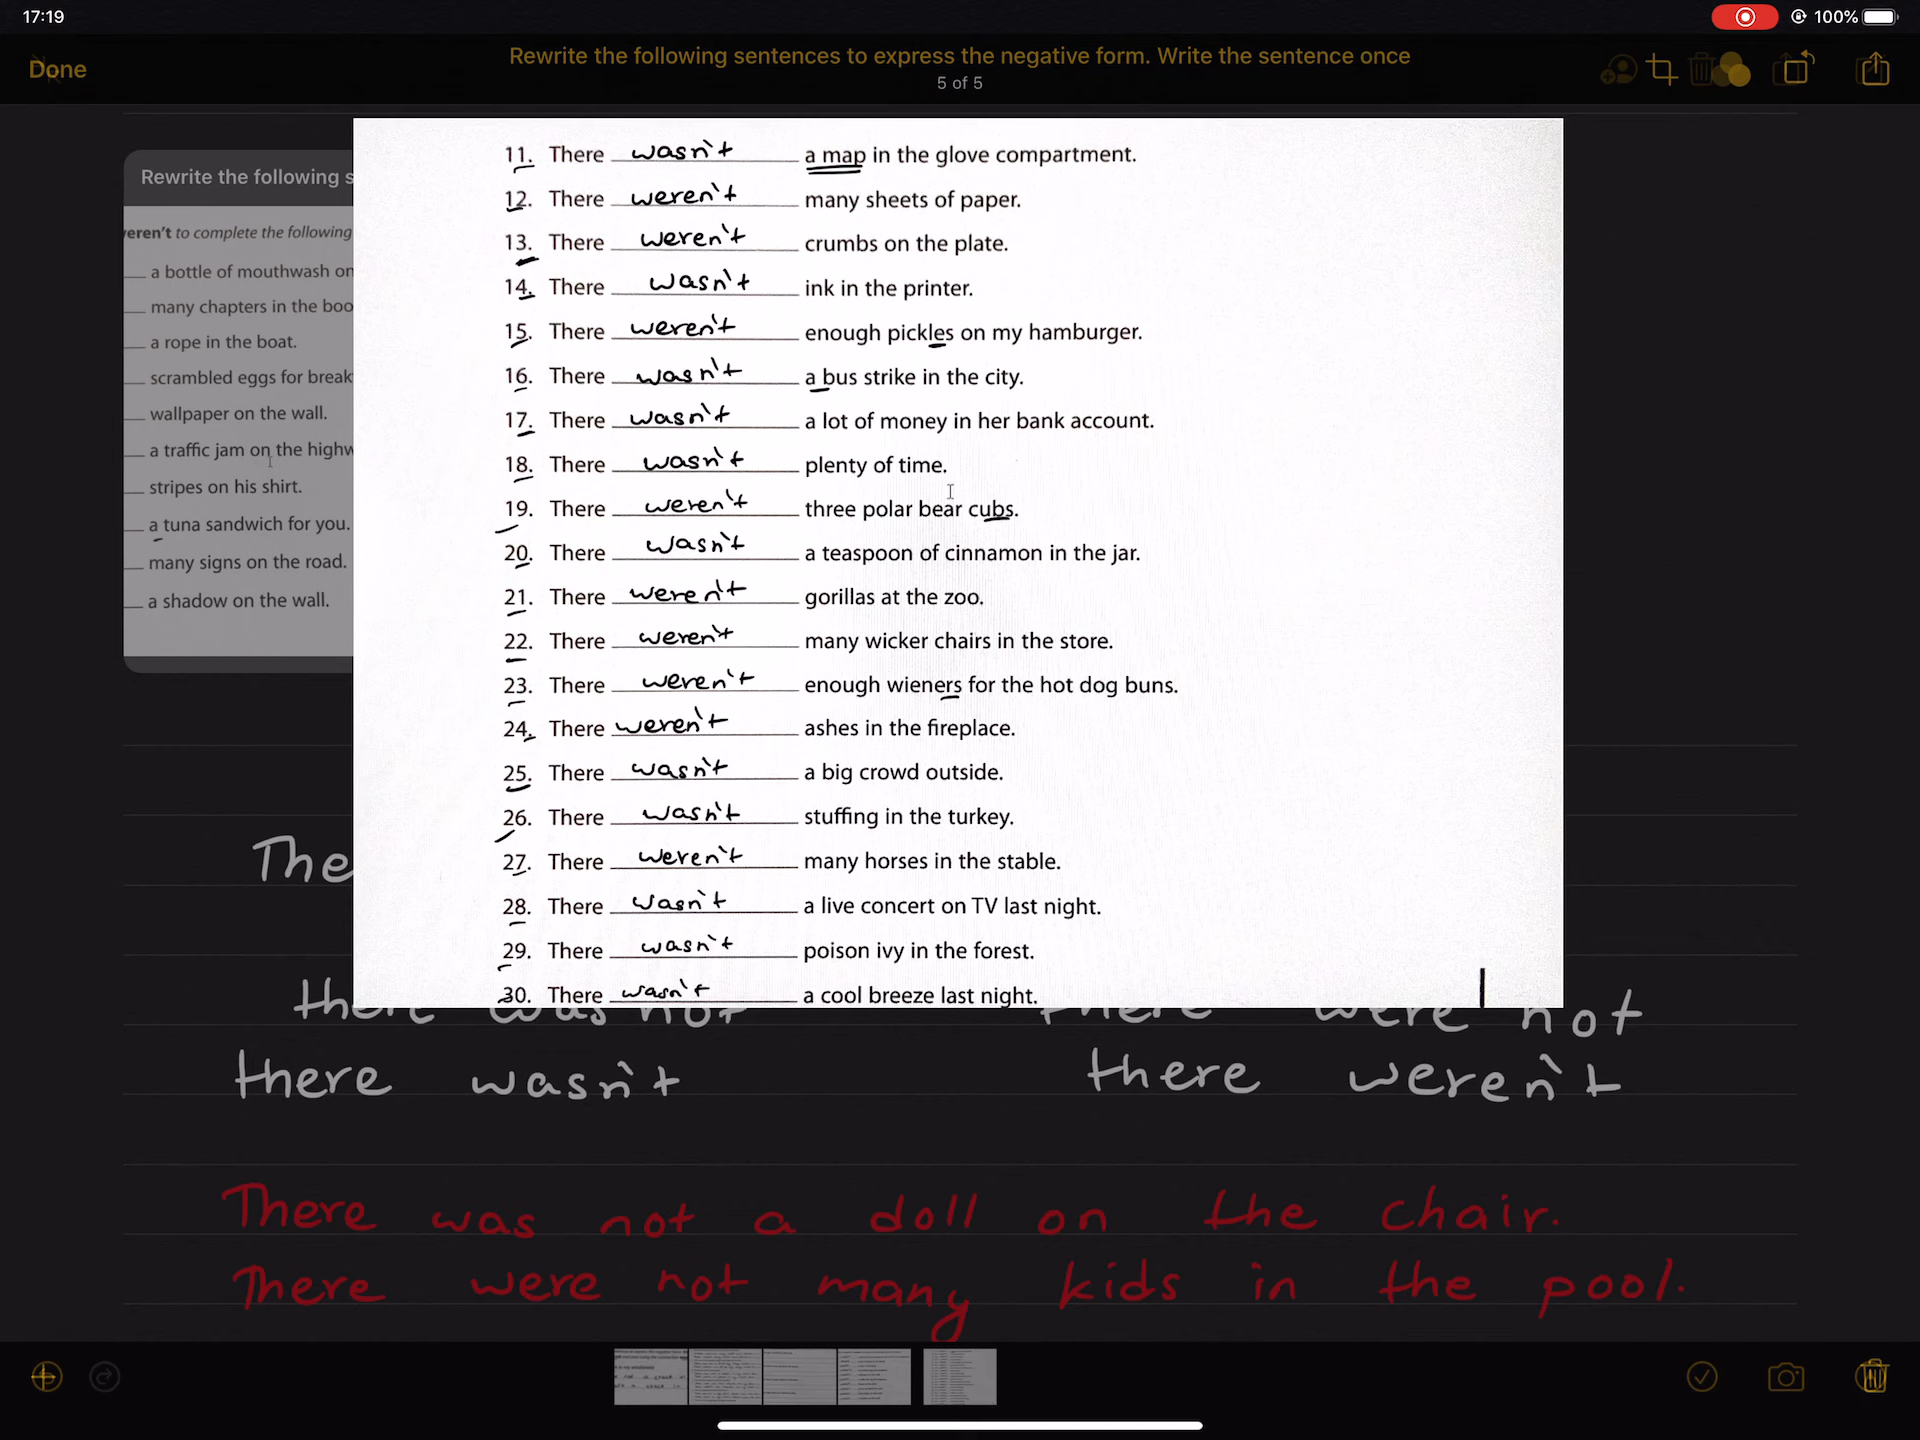 17:19
100%
Done
Rewrite the following sentences to express the negative form. Write the sentence once
5 of 5
Rewrite the following s
eren't to complete the following
a bottle of mouthwash on
many chapters in the boo
a rope in the boat.
scrambled eggs for break
wallpaper on the wall.
a traffic jam on the highw
stripes on his shirt.
a tuna sandwich for you.
many signs on the road.
a shadow on the wall.
11. There wasn't a map in the glove compartment.
12. There weren't many sheets of paper.
13. There weren't crumbs on the plate.
14. There wasn't ink in the printer.
15. There weren't enough pickles on my hamburger.
16. There wasn't a bus strike in the city.
17. There wasn't a lot of money in her bank account.
18. There wasn't plenty of time.
19. There weren't three polar bear cubs.
20. There wasn't a teaspoon of cinnamon in the jar.
21. There weren't gorillas at the zoo.
22. There weren't many wicker chairs in the store.
23. There weren't enough wieners for the hot dog buns.
24. There weren't ashes in the fireplace.
25. There wasn't a big crowd outside.
26. There wasn't stuffing in the turkey.
27. There weren't many horses in the stable.
28. There wasn't a live concert on TV last night.
29. There wasn't poison ivy in the forest.
30. There wasn't a cool breeze last night.
The
there was not there were not
there wasn't there weren't
There was not a doll on the chair.
There were not many kids in the pool.